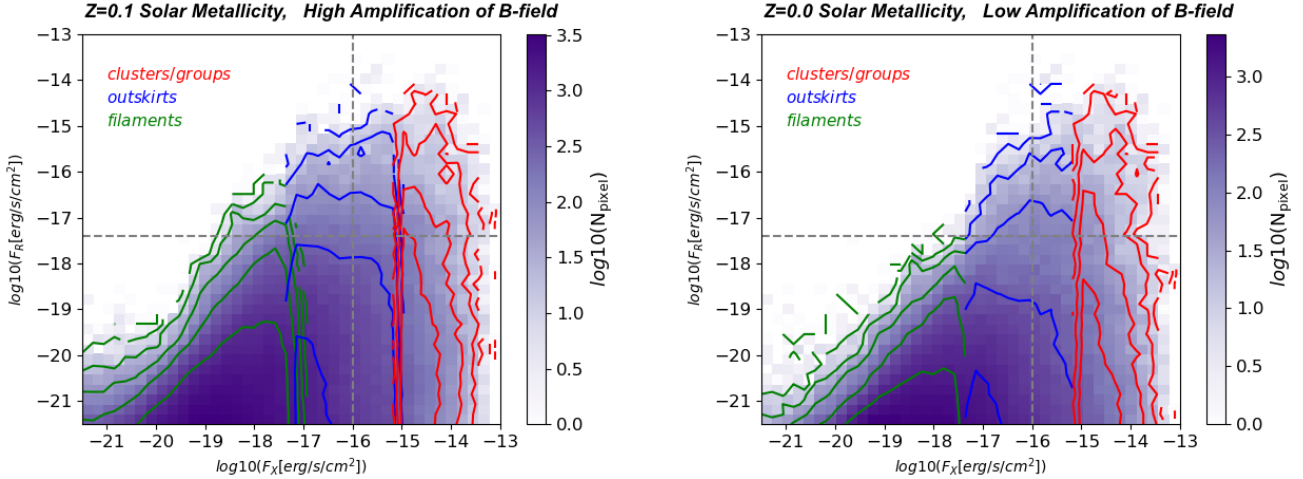 Z=0.1 Solar Metallicity, High Amplification of B-field
−13
−14
−15
−16
−17
−18
−19
−20
−21
log10(F_R[erg/s/cm²])
clusters/groups
outskirts
filaments
−21 −20 −19 −18 −17 −16 −15 −14 −13
log10(F_X[erg/s/cm²])
3.5
3.0
2.5
2.0
1.5
1.0
0.5
0.0
log10(N_pixel)
Z=0.0 Solar Metallicity, Low Amplification of B-field
−13
−14
−15
−16
−17
−18
−19
−20
−21
log10(F_R[erg/s/cm²])
clusters/groups
outskirts
filaments
−21 −20 −19 −18 −17 −16 −15 −14 −13
log10(F_X[erg/s/cm²])
3.0
2.5
2.0
1.5
1.0
0.5
0.0
log10(N_pixel)